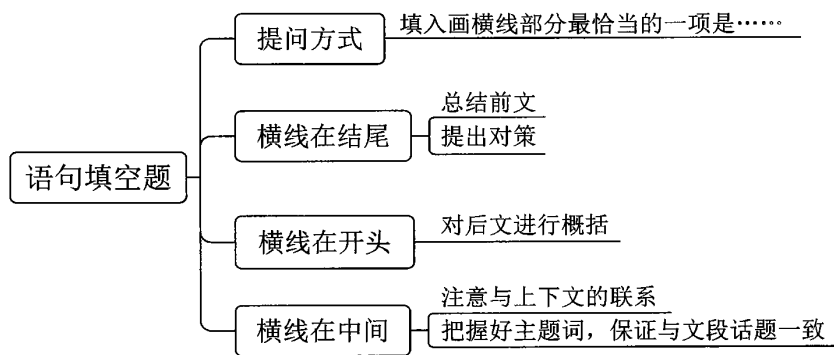 提问方式
填入画横线部分最恰当的一项是……
总结前文
横线在结尾
提出对策
语句填空题
横线在开头
对后文进行概括
注意与上下文的联系
横线在中间
把握好主题词，保证与文段话题一致